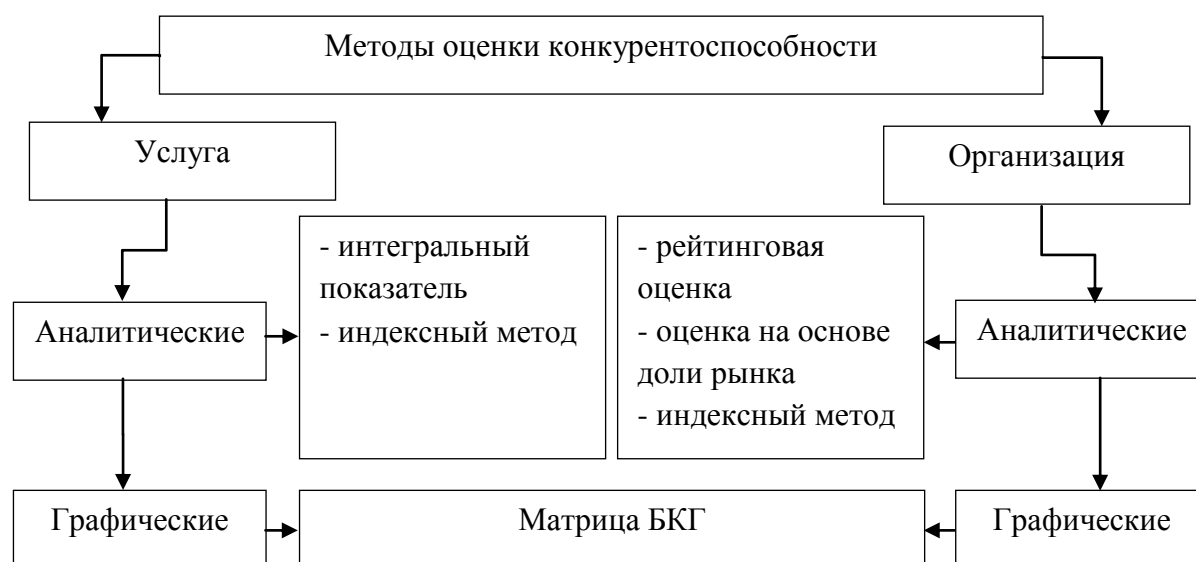 Методы оценки конкурентоспособности
Услуга
Организация
- интегральный
показатель
- индексный метод
- рейтинговая
оценка
- оценка на основе
доли рынка
- индексный метод
Аналитические
Аналитические
Графические
Матрица БКГ
Графические